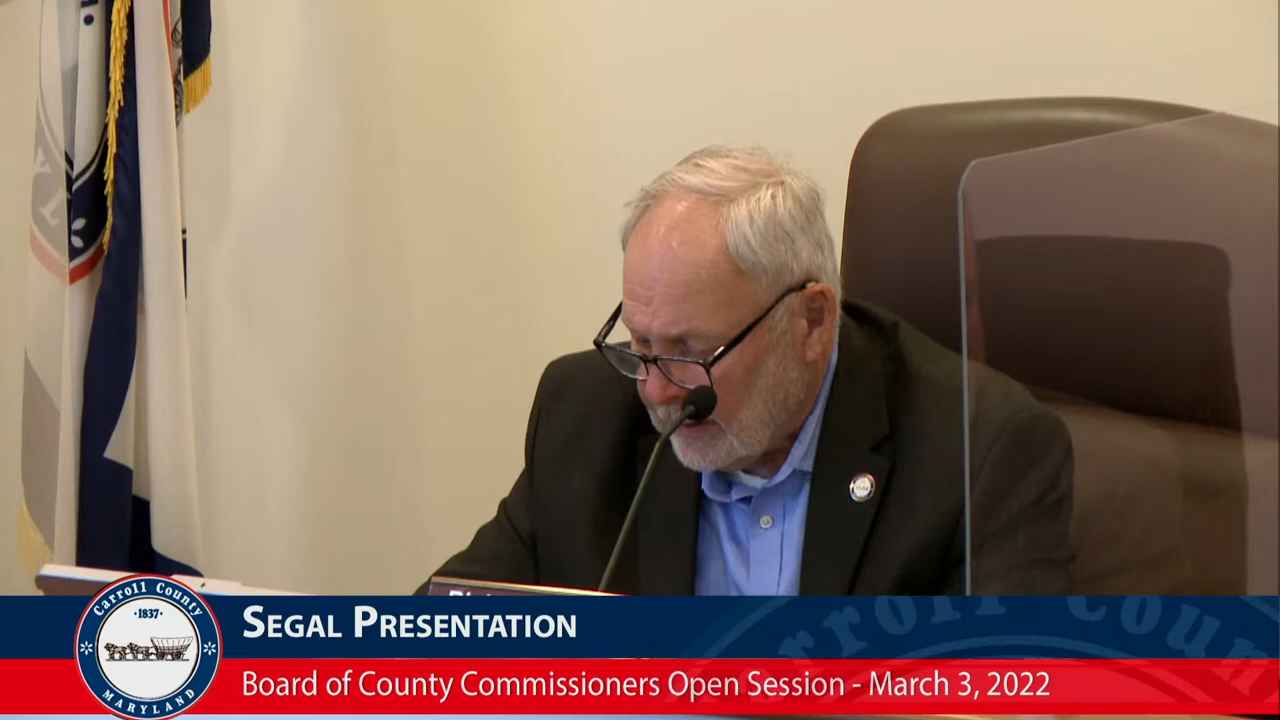 SEGAL PRESENTATION
Board of County Commissioners Open Session - March 3, 2022
Carroll County
·1837·
MARYLAND